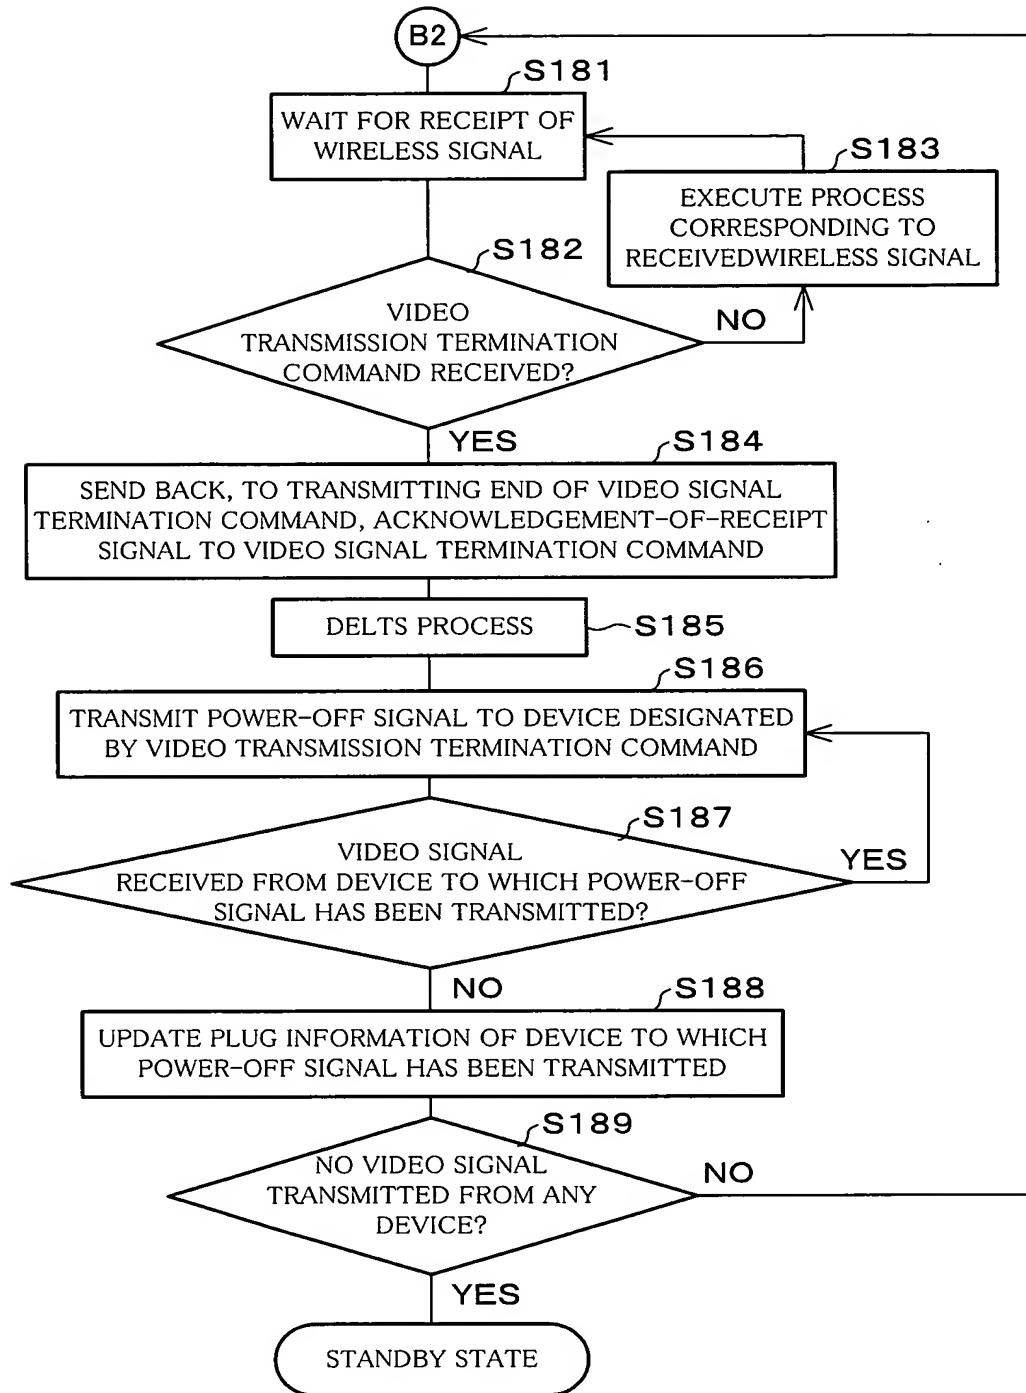 B2
S181
WAIT FOR RECEIPT OF
WIRELESS SIGNAL
S183
EXECUTE PROCESS
CORRESPONDING TO
RECEIVEDWIRELESS SIGNAL
S182
VIDEO
TRANSMISSION TERMINATION
COMMAND RECEIVED?
NO
YES
S184
SEND BACK, TO TRANSMITTING END OF VIDEO SIGNAL
TERMINATION COMMAND, ACKNOWLEDGEMENT-OF-RECEIPT
SIGNAL TO VIDEO SIGNAL TERMINATION COMMAND
DELTS PROCESS
S185
S186
TRANSMIT POWER-OFF SIGNAL TO DEVICE DESIGNATED
BY VIDEO TRANSMISSION TERMINATION COMMAND
S187
VIDEO SIGNAL
RECEIVED FROM DEVICE TO WHICH POWER-OFF
SIGNAL HAS BEEN TRANSMITTED?
YES
NO
S188
UPDATE PLUG INFORMATION OF DEVICE TO WHICH
POWER-OFF SIGNAL HAS BEEN TRANSMITTED
S189
NO VIDEO SIGNAL
TRANSMITTED FROM ANY
DEVICE?
NO
YES
STANDBY STATE